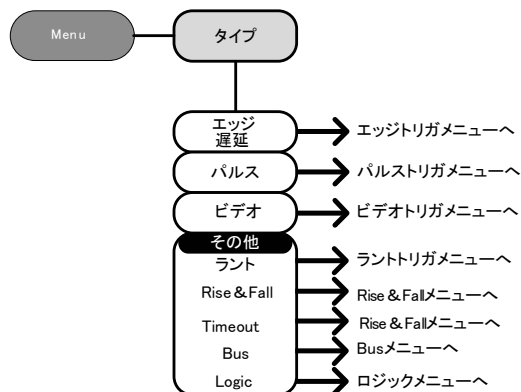 Menu
タイプ
エッジ
遅延
エッジトリガメニューへ
パルス
パルストリガメニューへ
ビデオ
ビデオトリガメニューへ
その他
ラント
ラントトリガメニューへ
Rise&Fall
Rise&Fallメニューへ
Timeout
Rise&Fallメニューへ
Bus
Busメニューへ
Logic
ロジックメニューへ